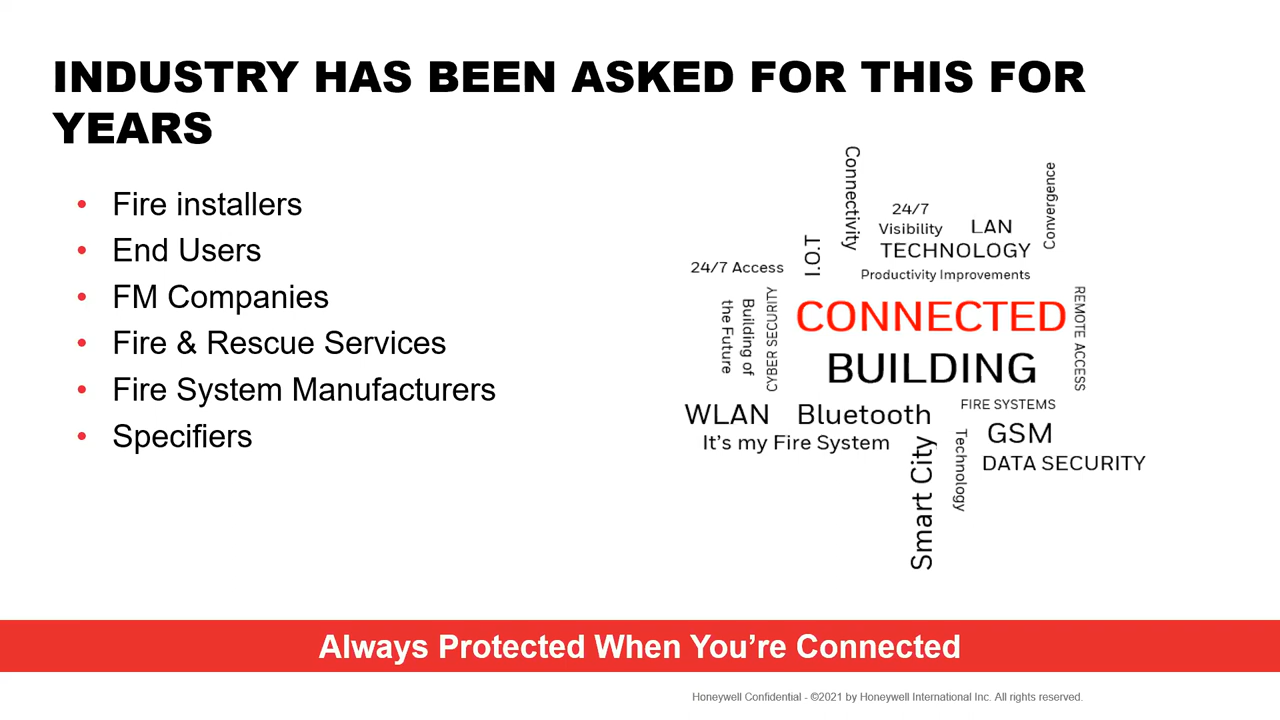 INDUSTRY HAS BEEN ASKED FOR THIS FOR
YEARS
• Fire installers
• End Users
• FM Companies
• Fire & Rescue Services
• Fire System Manufacturers
• Specifiers
Connectivity
Convergence
24/7
Visibility
LAN
I.O.T
TECHNOLOGY
24/7 Access
Productivity Improvements
Building of
the Future
CYBER SECURITY
CONNECTED
REMOTE ACCESS
BUILDING
WLAN
Bluetooth
FIRE SYSTEMS
It's my Fire System
GSM
Smart City
Technology
DATA SECURITY
Always Protected When You're Connected
Honeywell Confidential - ©2021 by Honeywell International Inc. All rights reserved.